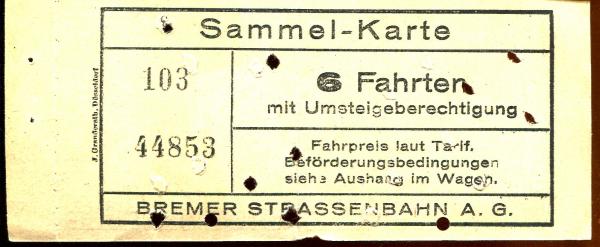 Sammel-Karte
103
6 Fahrten
mit Umsteigeberechtigung
44853
Fahrpreis laut Tarif.
Beförderungsbedingungen
siehe Aushang im Wagen.
BREMER STRASSENBAHN A. G.